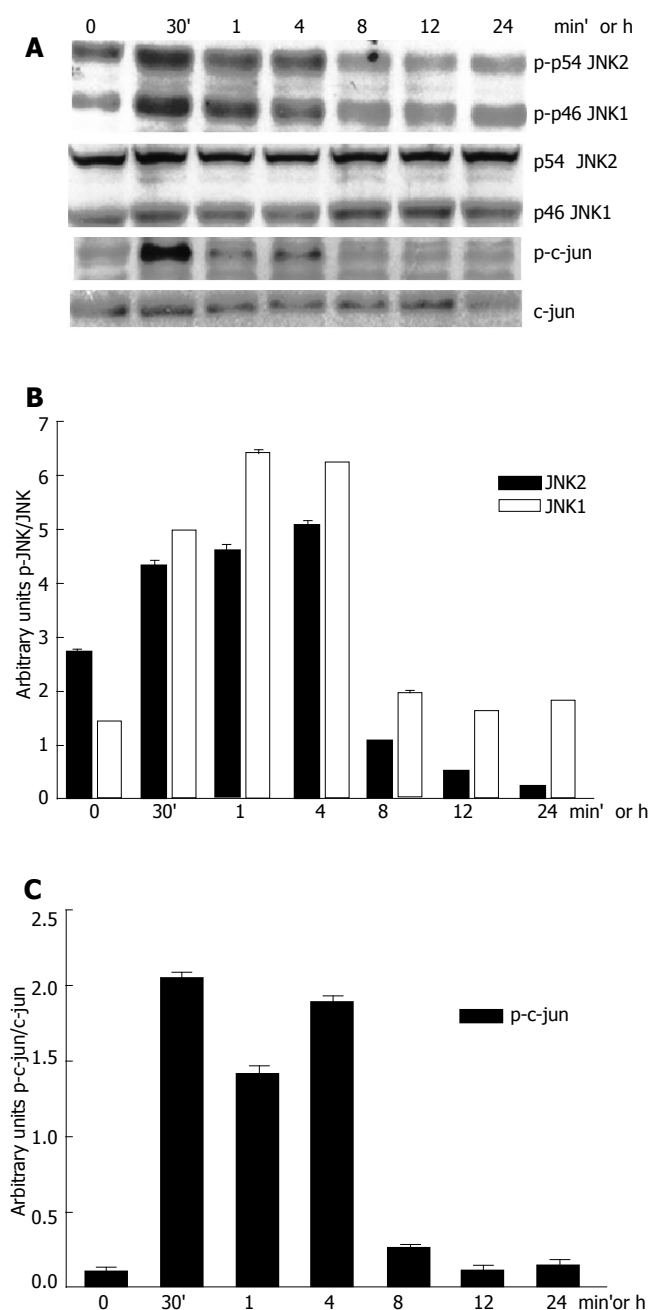 0 30' 1 4 8 12 24 min' or h
A
p-p54 JNK2
p-p46 JNK1
p54 JNK2
p46 JNK1
p-c-jun
c-jun
B
Arbitrary units p-JNK/JNK
7
6
5
4
3
2
1
0
JNK2
JNK1
0 30' 1 4 8 12 24 min' or h
C
Arbitrary units p-c-jun/c-jun
2.5
2.0
1.5
1.0
0.5
0.0
p-c-jun
0 30' 1 4 8 12 24 min'or h